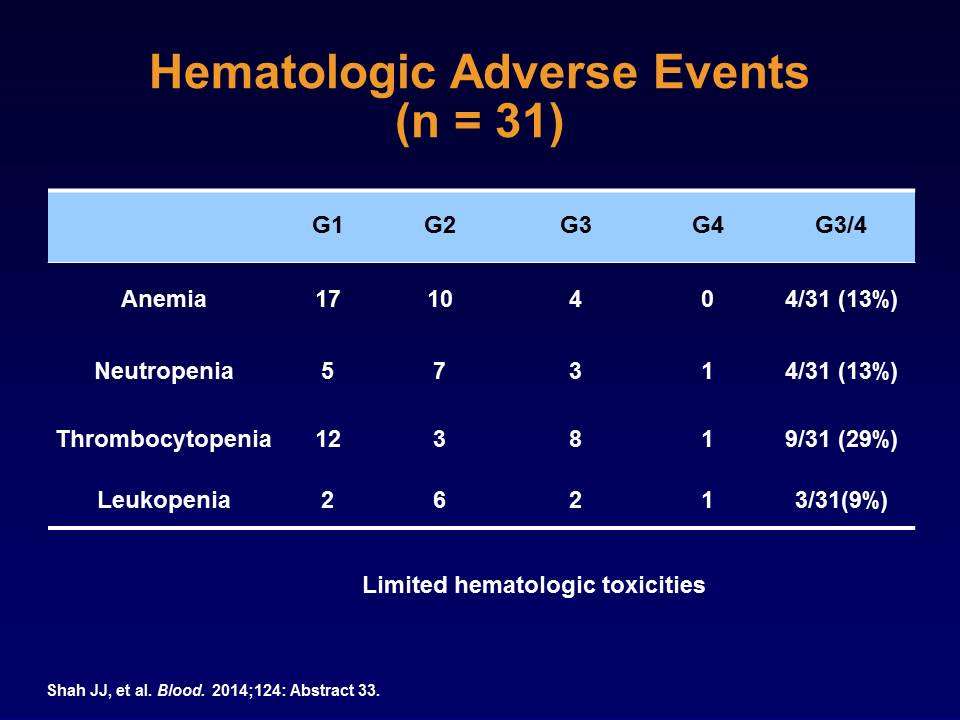 Hematologic Adverse Events
(n = 31)
G1 G2 G3 G4 G3/4
Anemia 17 10 4 0 4/31 (13%)
Neutropenia 5 7 3 1 4/31 (13%)
Thrombocytopenia 12 3 8 1 9/31 (29%)
Leukopenia 2 6 2 1 3/31(9%)
Limited hematologic toxicities
Shah JJ, et al. Blood. 2014;124: Abstract 33.